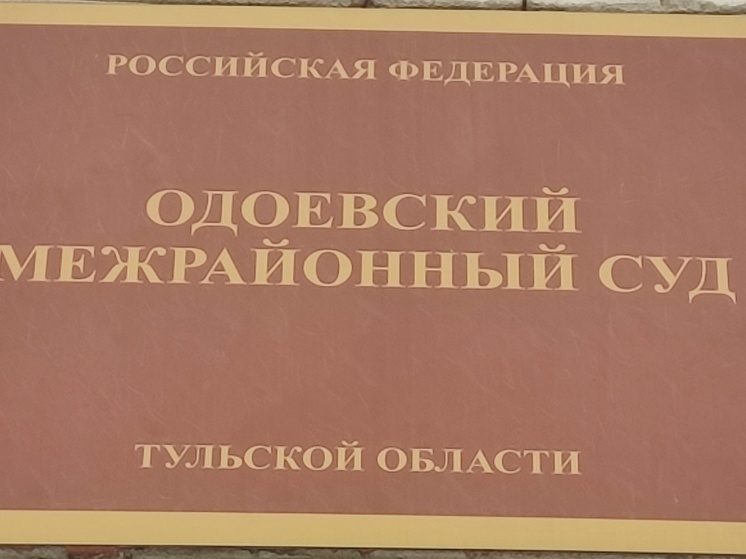 РОССИЙСКАЯ ФЕДЕРАЦИЯ
ОДОЕВСКИЙ
МЕЖРАЙОННЫЙ СУД
ТУЛЬСКОЙ ОБЛАСТИ